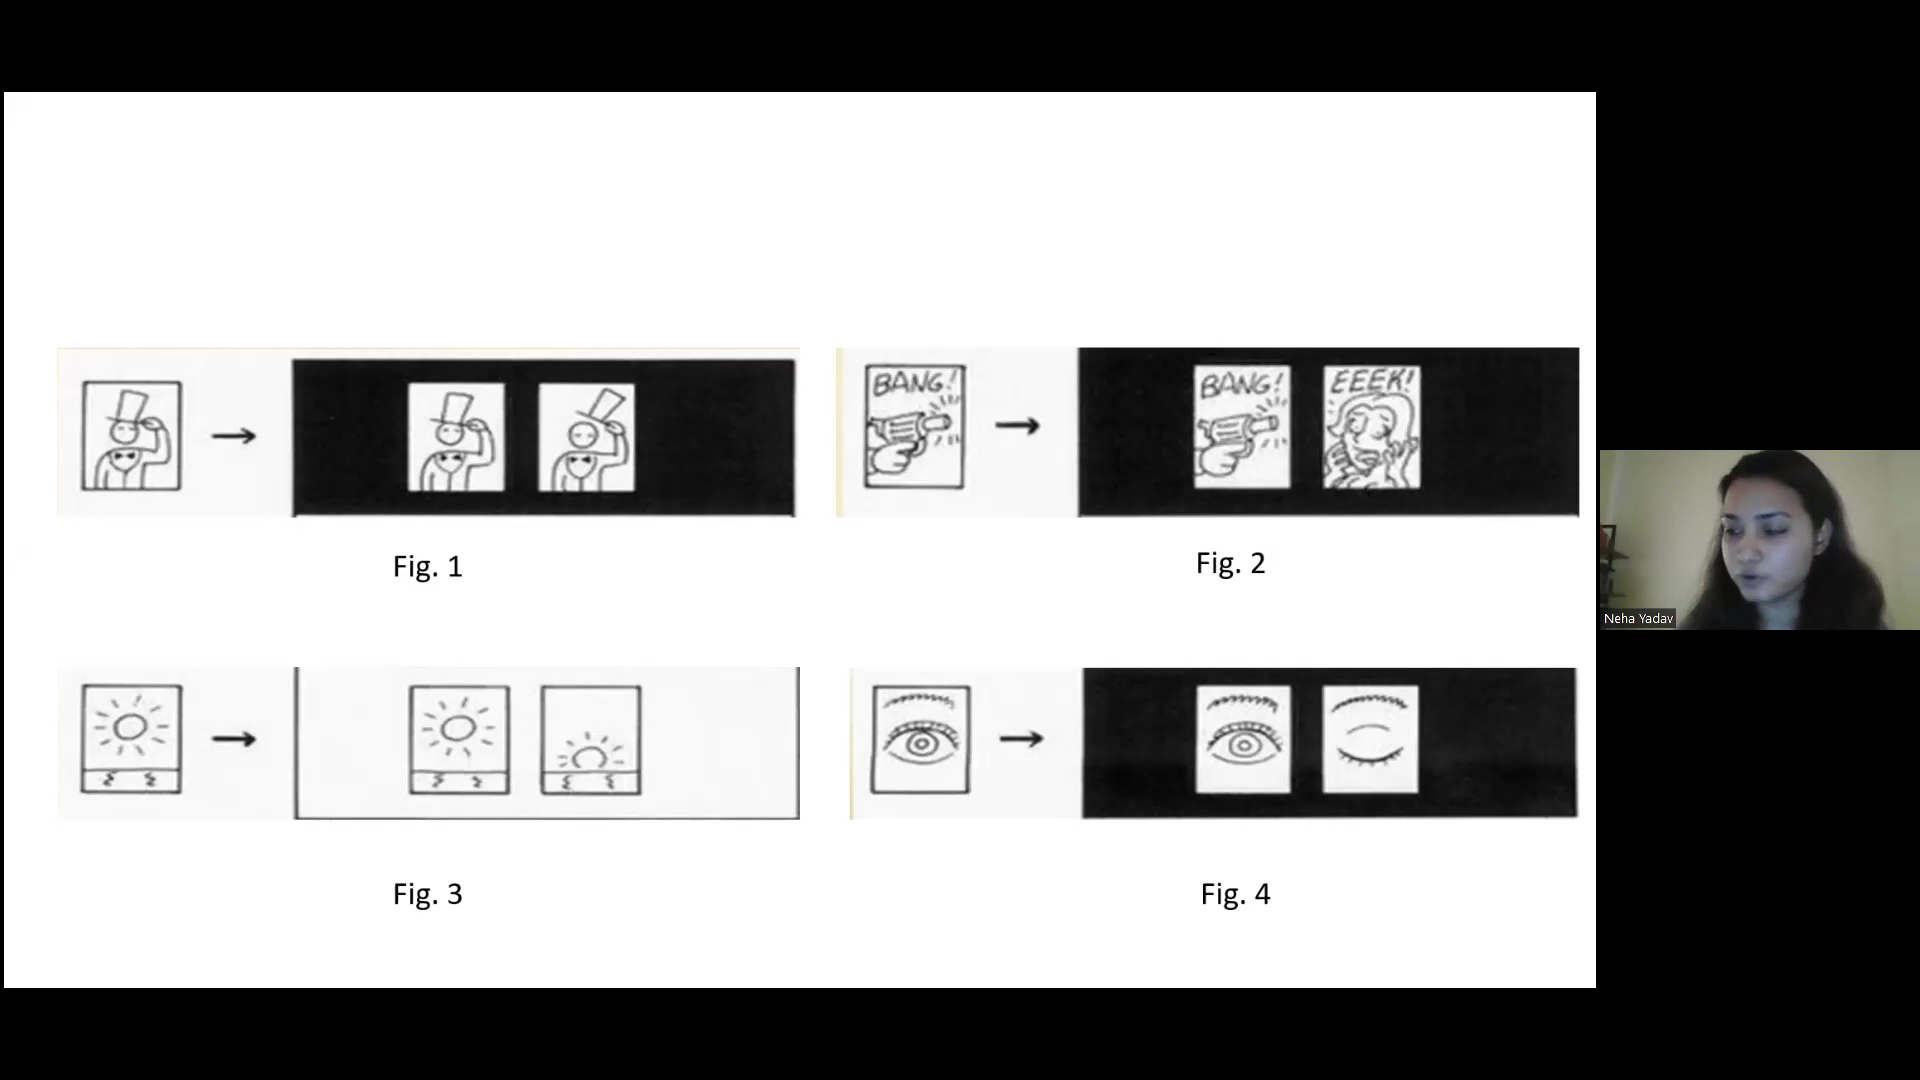 BANG!
BANG!
EEEK!
Fig. 1
Fig. 2
Neha Yadav
Fig. 3
Fig. 4